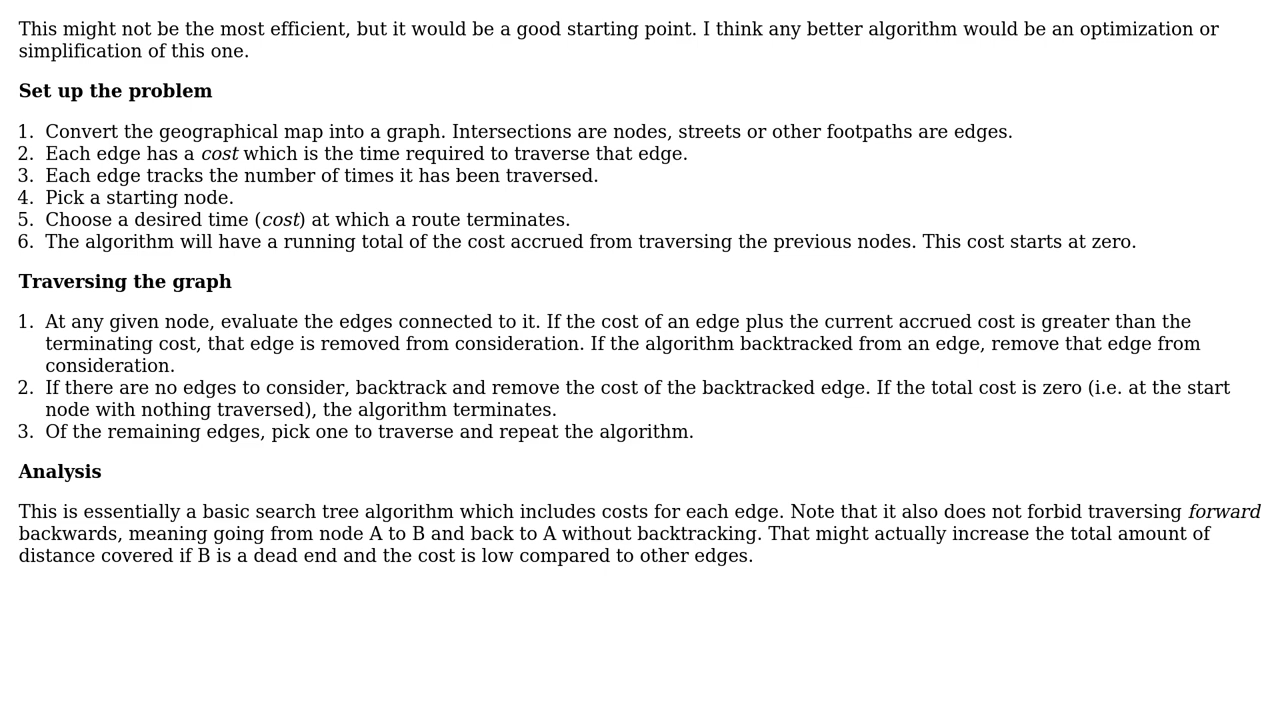 This might not be the most efficient, but it would be a good starting point. I think any better algorithm would be an optimization or
simplification of this one.
Set up the problem
1. Convert the geographical map into a graph. Intersections are nodes, streets or other footpaths are edges.
2. Each edge has a cost which is the time required to traverse that edge.
3. Each edge tracks the number of times it has been traversed.
4. Pick a starting node.
5. Choose a desired time (cost) at which a route terminates.
6. The algorithm will have a running total of the cost accrued from traversing the previous nodes. This cost starts at zero.
Traversing the graph
1. At any given node, evaluate the edges connected to it. If the cost of an edge plus the current accrued cost is greater than the
terminating cost, that edge is removed from consideration. If the algorithm backtracked from an edge, remove that edge from
consideration.
2. If there are no edges to consider, backtrack and remove the cost of the backtracked edge. If the total cost is zero (i.e. at the start
node with nothing traversed), the algorithm terminates.
3. Of the remaining edges, pick one to traverse and repeat the algorithm.
Analysis
This is essentially a basic search tree algorithm which includes costs for each edge. Note that it also does not forbid traversing forward
backwards, meaning going from node A to B and back to A without backtracking. That might actually increase the total amount of
distance covered if B is a dead end and the cost is low compared to other edges.